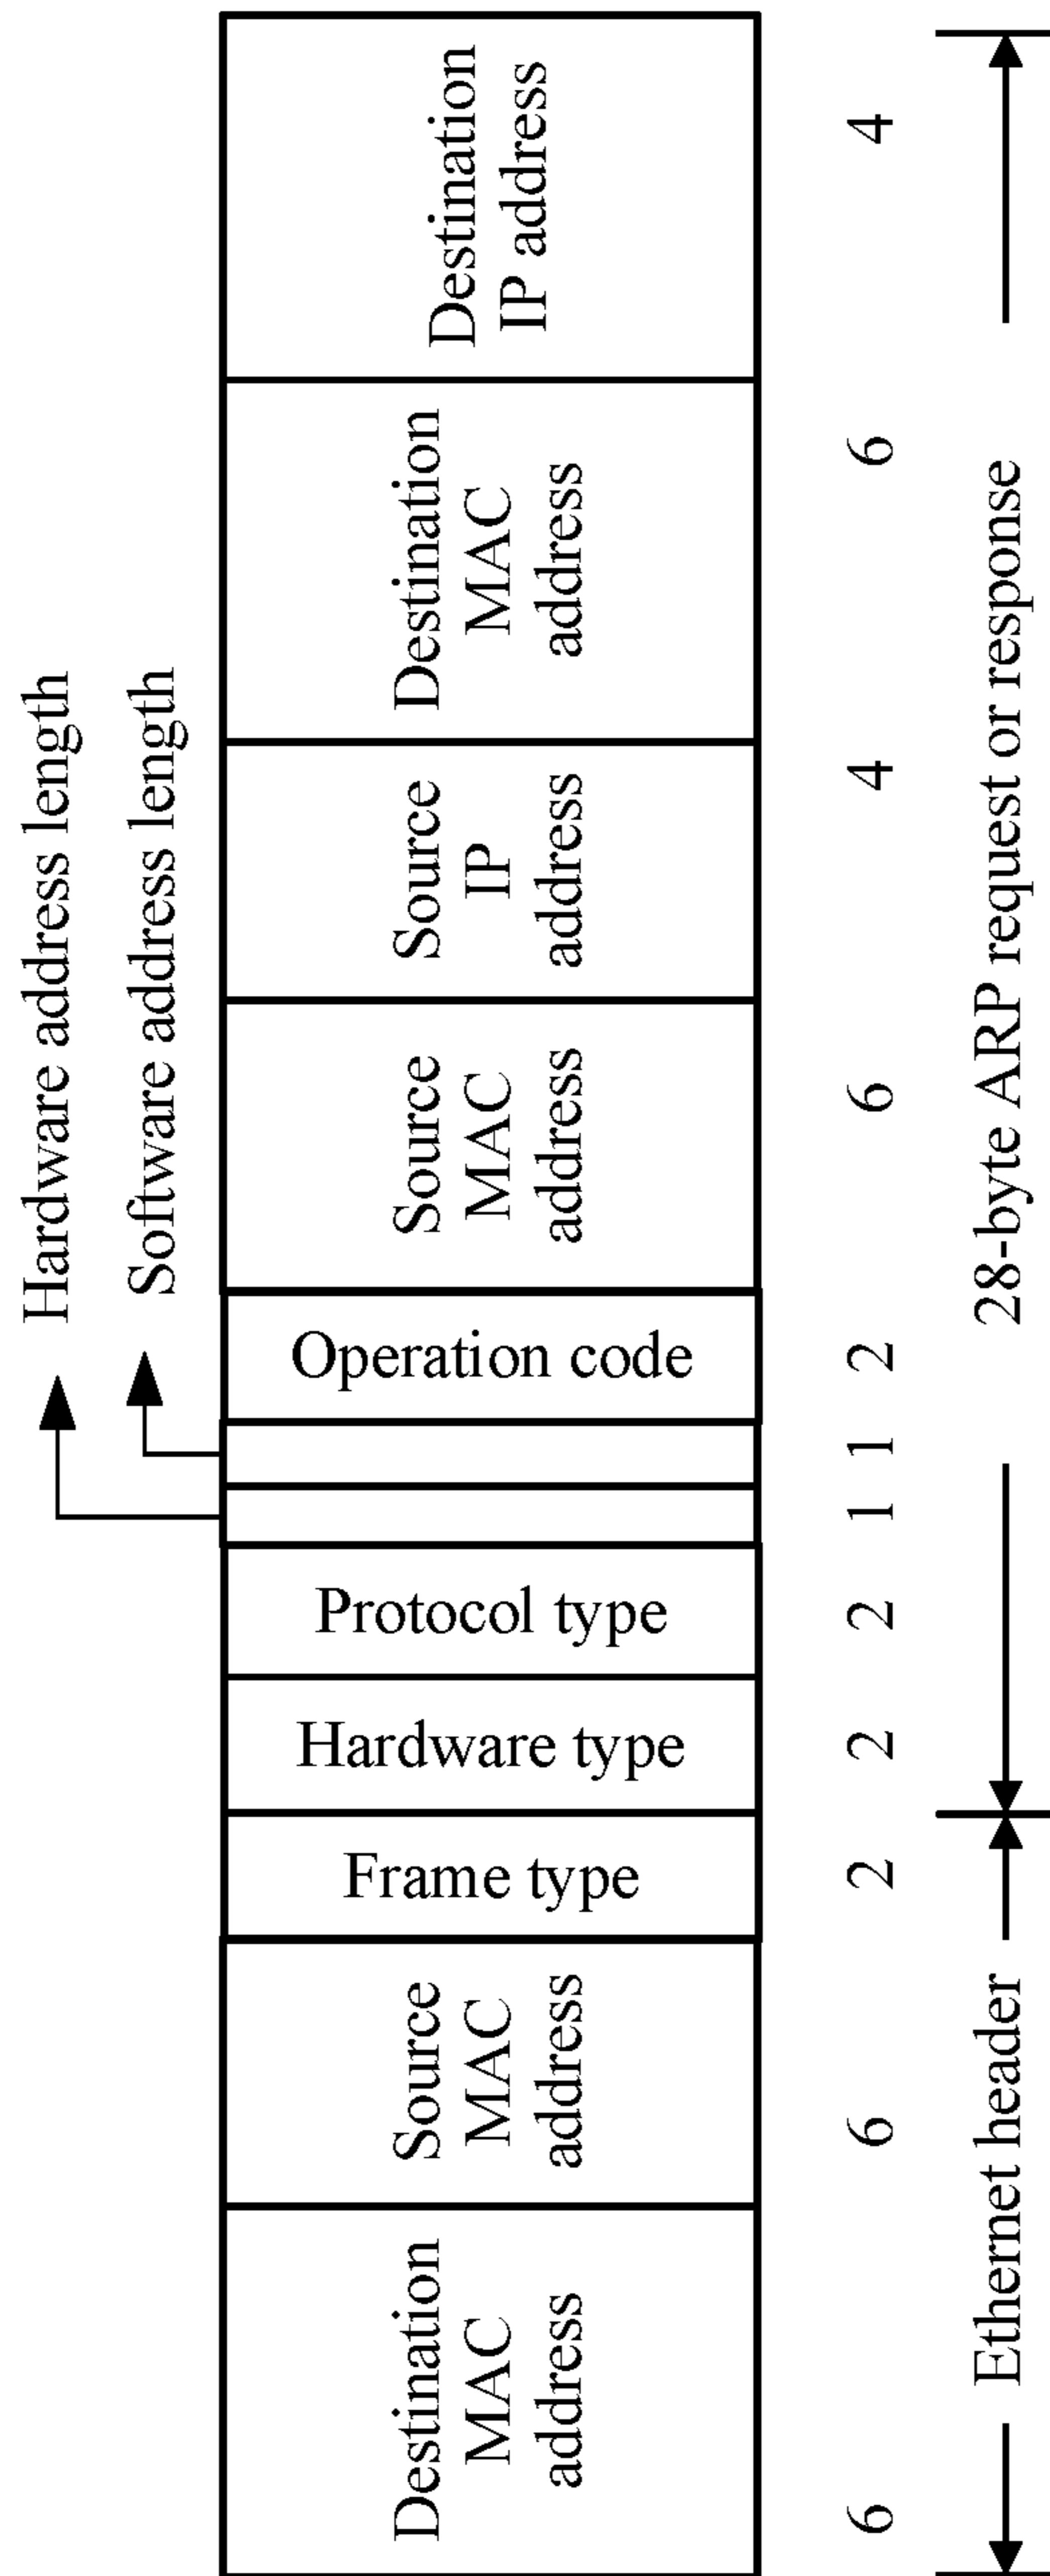 Hardware address length
Software address length
Destination
MAC
address
Source
MAC
address
Frame type
Hardware type
Protocol type
Operation code
Source
MAC
address
Source
IP
address
Destination
MAC
address
Destination
IP address
6 6 2 2 2 1 1 2 6 4 6 4
Ethernet header 28-byte ARP request or response